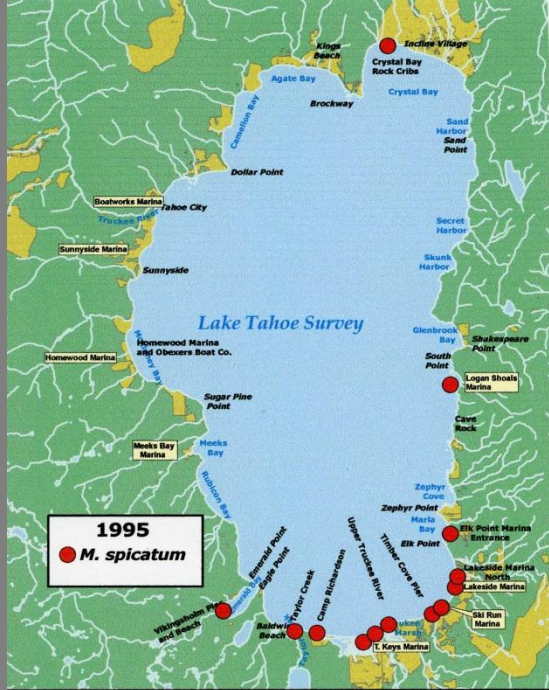 Kings
Beach
Incline Village
Crystal Bay
Rock Cribs
Agate Bay
Crystal Bay
Brockway
Carnelion Bay
Sand
Harbor
Sand
Point
Dollar Point
Boatworks Marina
Tahoe City
Truckee River
Secret
Harbor
Sunnyside Marina
Skunk
Harbor
Sunnyside
Lake Tahoe Survey
Glenbrook
Bay
Shakespeare
Point
Homewood Marina
and Obexers Boat Co.
South
Point
Homewood Marina
Logan Shoals
Marina
Sugar Pine
Point
Cave
Rock
Meeks Bay
Marina
Meeks
Bay
Rubicon Bay
Zephyr
Cove
Zephyr Point
Marla
Bay
Elk Point Marina
Entrance
Elk Point
1995
M. spicatum
Emerald Point
Eagle Point
Emerald Bay
Vikingsholm Pier
and Beach
Baldwin
Beach
Taylor Creek
Camp Richardson
Upper Truckee River
Timber Cove Pier
Lakeside Marina
North
Lakeside Marina
Ski Run
Marina
Marsh
T. Keys Marina